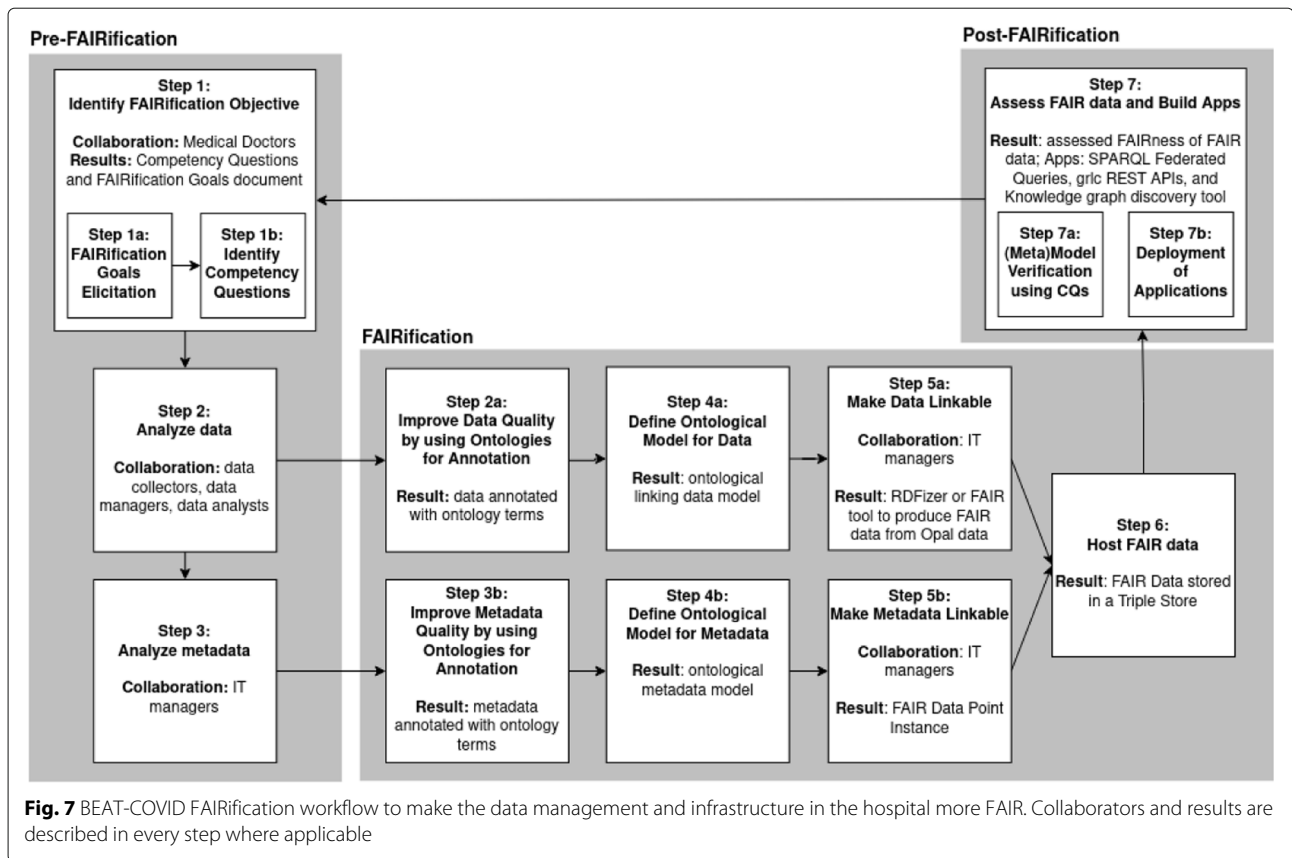 Pre-FAIRification
Step 1:
Identify FAIRification Objective
Collaboration: Medical Doctors
Results: Competency Questions
and FAIRification Goals document
Step 1a:
FAIRification
Goals
Elicitation
Step 1b:
Identify
Competency
Questions
Step 2:
Analyze data
Collaboration: data
collectors, data
managers, data analysts
Step 3:
Analyze metadata
Collaboration: IT
managers
FAIRification
Step 2a:
Improve Data Quality
by using Ontologies
for Annotation
Result: data annotated
with ontology terms
Step 4a:
Define Ontological
Model for Data
Result: ontological
linking data model
Step 5a:
Make Data Linkable
Collaboration: IT
managers
Result: RDFizer or FAIR
tool to produce FAIR
data from Opal data
Step 3b:
Improve Metadata
Quality by using
Ontologies for
Annotation
Result: metadata
annotated with ontology
terms
Step 4b:
Define Ontological
Model for Metadata
Result: ontological
metadata model
Step 5b:
Make Metadata Linkable
Collaboration: IT
managers
Result: FAIR Data Point
Instance
Step 6:
Host FAIR data
Result: FAIR Data stored
in a Triple Store
Post-FAIRification
Step 7:
Assess FAIR data and Build Apps
Result: assessed FAIRness of FAIR
data; Apps: SPARQL Federated
Queries, grlc REST APIs, and
Knowledge graph discovery tool
Step 7a:
(Meta)Model
Verification
using CQs
Step 7b:
Deployment
of
Applications
Fig. 7 BEAT-COVID FAIRification workflow to make the data management and infrastructure in the hospital more FAIR. Collaborators and results are
described in every step where applicable